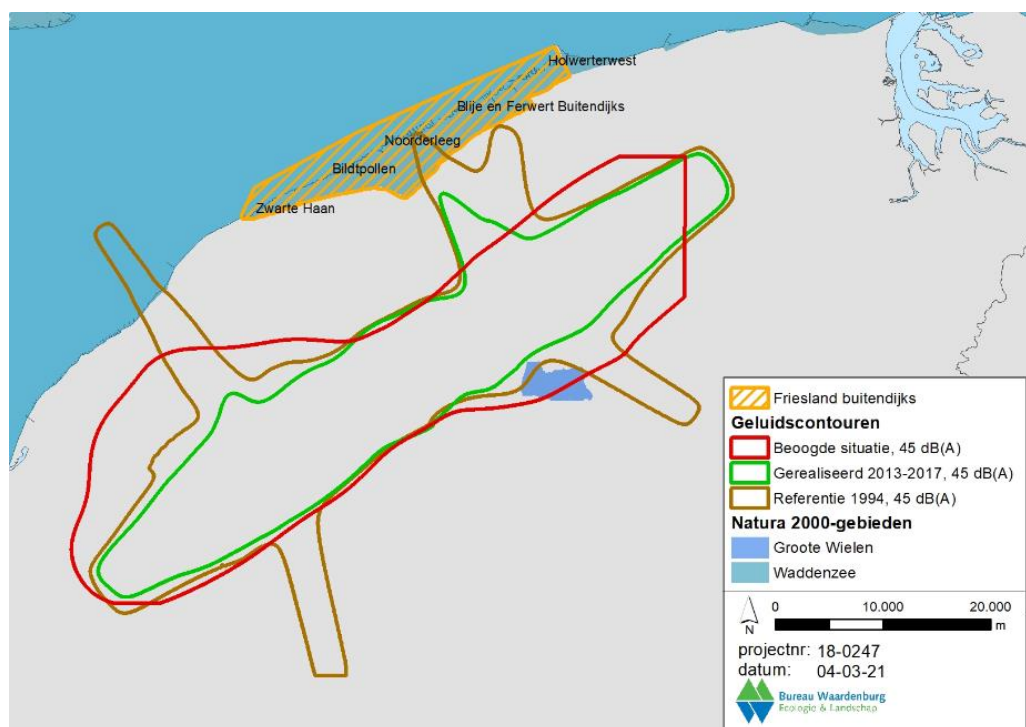 Holwerterwest
Blije en Ferwert Buitendijks
Noorderleeg
Bildtpollen
Zwarte Haan
Friesland buitendijks
Geluidscontouren
Beoogde situatie, 45 dB(A)
Gerealiseerd 2013-2017, 45 dB(A)
Referentie 1994, 45 dB(A)
Natura 2000-gebieden
Groote Wielen
Waddenzee
N
0 10.000 20.000
m
projectnr: 18-0247
datum: 04-03-21
Bureau Waardenburg
Ecologie & Landschap